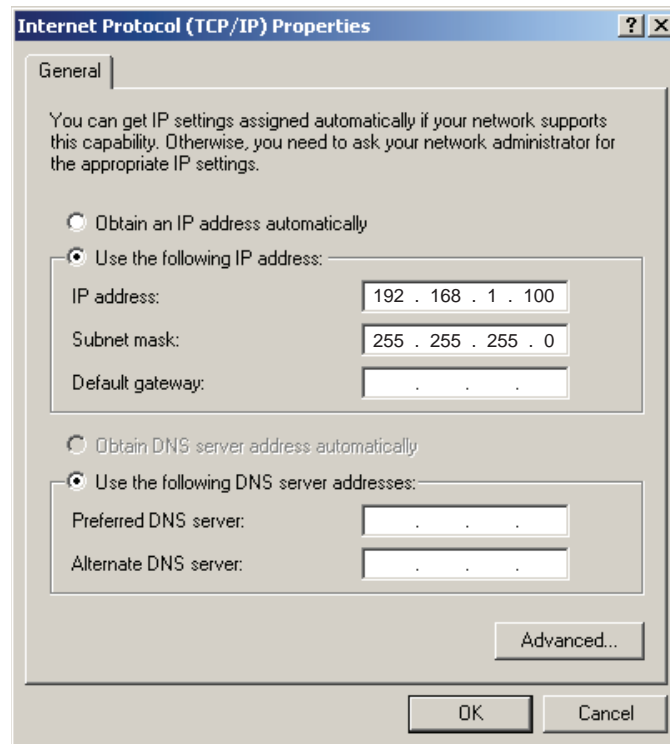 Internet Protocol (TCP/IP) Properties
General
You can get IP settings assigned automatically if your network supports
this capability. Otherwise, you need to ask your network administrator for
the appropriate IP settings.
Obtain an IP address automatically
Use the following IP address:
IP address: 192 . 168 . 1 . 100
Subnet mask: 255 . 255 . 255 . 0
Default gateway: . . .
Obtain DNS server address automatically
Use the following DNS server addresses:
Preferred DNS server: . . .
Alternate DNS server: . . .
Advanced...
OK Cancel